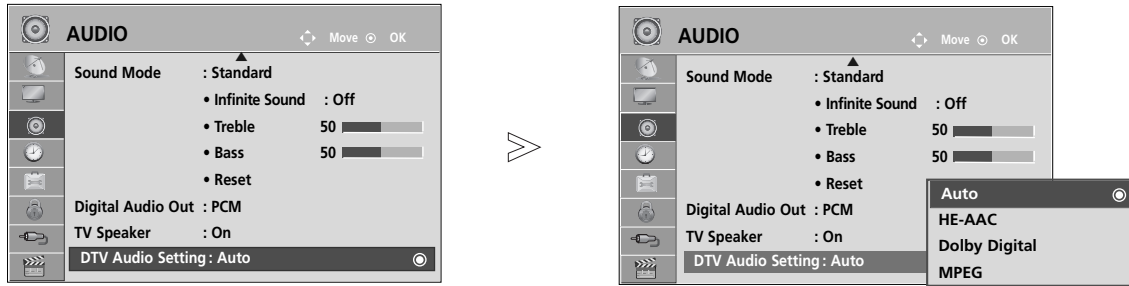 AUDIO
Move OK
Sound Mode : Standard
• Infinite Sound : Off
• Treble 50
• Bass 50
• Reset
Digital Audio Out : PCM
TV Speaker : On
DTV Audio Setting : Auto
AUDIO
Move OK
Sound Mode : Standard
• Infinite Sound : Off
• Treble 50
• Bass 50
• Reset
Digital Audio Out : PCM
TV Speaker : On
DTV Audio Setting : Auto
Auto
HE-AAC
Dolby Digital
MPEG